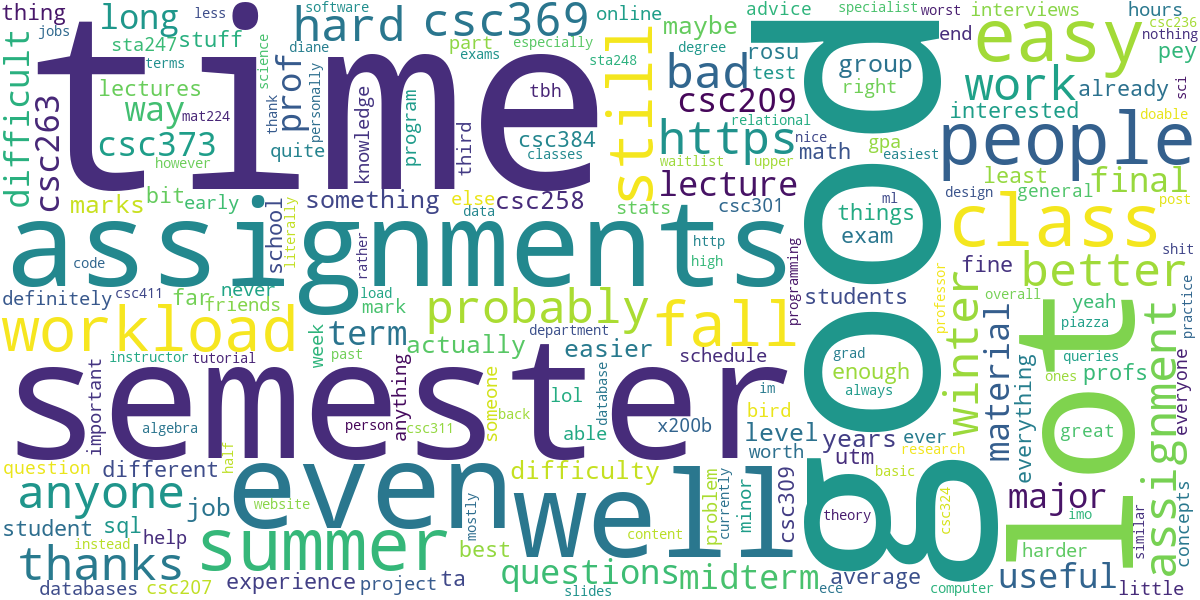 thing
long
hard
csc369
online
maybe
advice
specialist
worst
interviews
hours
jobs
less
software
sta247
stuff
terms
science
diane
part
especially
exams
sta248
degree
rosu
end
easy
csc236
nothing
pey
difficult
time
lectures
way
mat224
prof
thank
personally
knowledge
program
tbh
third
still
bad
test
csc209
relational
group
right
work
already
interested
doable
sci
csc263
csc373
however
quite
csc384
classes
https
waitlist
upper
nice
math
gpa
easiest
people
least
general
final
marks
bit
early
something
else
data
csc258
lecture
stats
csc301
things
ml
exam
design
class
post
school
literally
assignments
rather
http
high
programming
good
code
definitely
csc411
far
never
friends
load
mark
probably
fall
students
professor
fine
better
shit
overall
yeah
piazza
practice
workload
week
term
past
actually
department
easier
schedule
grad
enough
always
winter
material
everything
queries
ones
profs
everyone
instructor
tutorial
important
semester
algebra
person
anything
csc311
someone
back
lol
able
database
x200b
im
bird
level
worth
years
ever
utm
research
great
lot
assignment
question
different
half
even
well
difficulty
problem
currently
minor
csc309
basic
theory
csc324
major
imo
similar
concepts
anyone
job
website
student
sql
instead
help
thanks
summer
mostly
best
content
questions
midterm
average
harder
useful
little
databases
csc207
experience
project
ta
slides
ece
computer